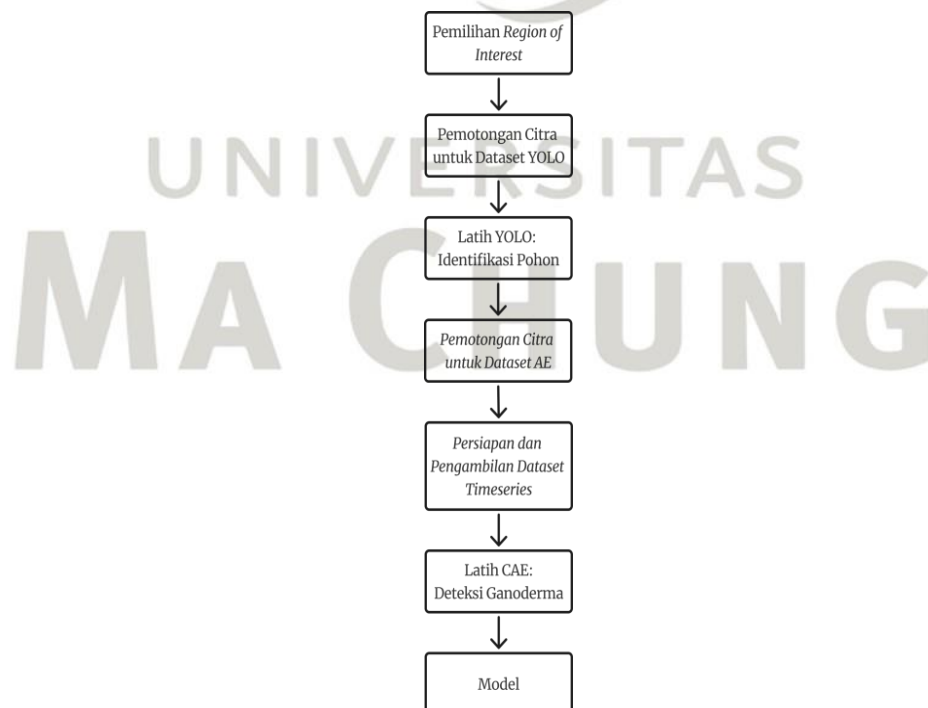 Pemilihan Region of
Interest
Pemotongan Citra
untuk Dataset YOLO
UNIVERSITAS
Latih YOLO:
Identifikasi Pohon
MA CHUNG
Pemotongan Citra
untuk Dataset AE
Persiapan dan
Pengambilan Dataset
Timeseries
Latih CAE:
Deteksi Ganoderma
Model